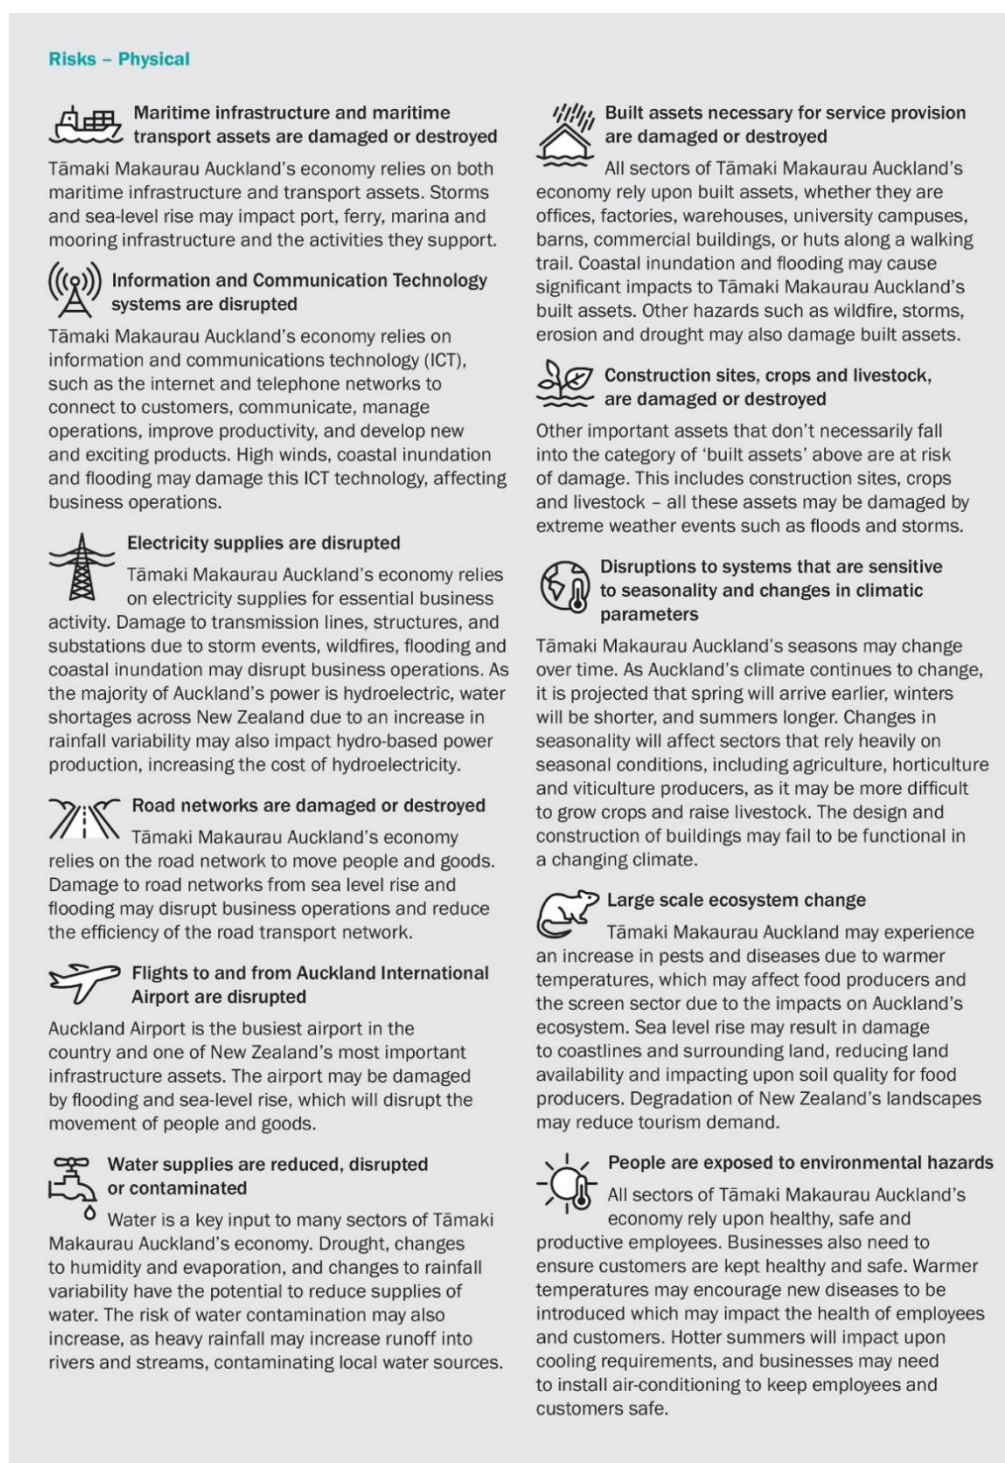 Risks – Physical
Maritime infrastructure and maritime
transport assets are damaged or destroyed
Tāmaki Makaurau Auckland's economy relies on both
maritime infrastructure and transport assets. Storms
and sea-level rise may impact port, ferry, marina and
mooring infrastructure and the activities they support.
Information and Communication Technology
systems are disrupted
Tāmaki Makaurau Auckland's economy relies on
information and communications technology (ICT),
such as the internet and telephone networks to
connect to customers, communicate, manage
operations, improve productivity, and develop new
and exciting products. High winds, coastal inundation
and flooding may damage this ICT technology, affecting
business operations.
Electricity supplies are disrupted
Tāmaki Makaurau Auckland's economy relies
on electricity supplies for essential business
activity. Damage to transmission lines, structures, and
substations due to storm events, wildfires, flooding and
coastal inundation may disrupt business operations. As
the majority of Auckland's power is hydroelectric, water
shortages across New Zealand due to an increase in
rainfall variability may also impact hydro-based power
production, increasing the cost of hydroelectricity.
Road networks are damaged or destroyed
Tāmaki Makaurau Auckland's economy
relies on the road network to move people and goods.
Damage to road networks from sea level rise and
flooding may disrupt business operations and reduce
the efficiency of the road transport network.
Flights to and from Auckland International
Airport are disrupted
Auckland Airport is the busiest airport in the
country and one of New Zealand's most important
infrastructure assets. The airport may be damaged
by flooding and sea-level rise, which will disrupt the
movement of people and goods.
Water supplies are reduced, disrupted
or contaminated
Water is a key input to many sectors of Tāmaki
Makaurau Auckland's economy. Drought, changes
to humidity and evaporation, and changes to rainfall
variability have the potential to reduce supplies of
water. The risk of water contamination may also
increase, as heavy rainfall may increase runoff into
rivers and streams, contaminating local water sources.
Built assets necessary for service provision
are damaged or destroyed
All sectors of Tāmaki Makaurau Auckland's
economy rely upon built assets, whether they are
offices, factories, warehouses, university campuses,
barns, commercial buildings, or huts along a walking
trail. Coastal inundation and flooding may cause
significant impacts to Tāmaki Makaurau Auckland's
built assets. Other hazards such as wildfire, storms,
erosion and drought may also damage built assets.
Construction sites, crops and livestock,
are damaged or destroyed
Other important assets that don't necessarily fall
into the category of 'built assets' above are at risk
of damage. This includes construction sites, crops
and livestock – all these assets may be damaged by
extreme weather events such as floods and storms.
Disruptions to systems that are sensitive
to seasonality and changes in climatic
parameters
Tāmaki Makaurau Auckland's seasons may change
over time. As Auckland's climate continues to change,
it is projected that spring will arrive earlier, winters
will be shorter, and summers longer. Changes in
seasonality will affect sectors that rely heavily on
seasonal conditions, including agriculture, horticulture
and viticulture producers, as it may be more difficult
to grow crops and raise livestock. The design and
construction of buildings may fail to be functional in
a changing climate.
Large scale ecosystem change
Tāmaki Makaurau Auckland may experience
an increase in pests and diseases due to warmer
temperatures, which may affect food producers and
the screen sector due to the impacts on Auckland's
ecosystem. Sea level rise may result in damage
to coastlines and surrounding land, reducing land
availability and impacting upon soil quality for food
producers. Degradation of New Zealand's landscapes
may reduce tourism demand.
People are exposed to environmental hazards
All sectors of Tāmaki Makaurau Auckland's
economy rely upon healthy, safe and
productive employees. Businesses also need to
ensure customers are kept healthy and safe. Warmer
temperatures may encourage new diseases to be
introduced which may impact the health of employees
and customers. Hotter summers will impact upon
cooling requirements, and businesses may need
to install air-conditioning to keep employees and
customers safe.